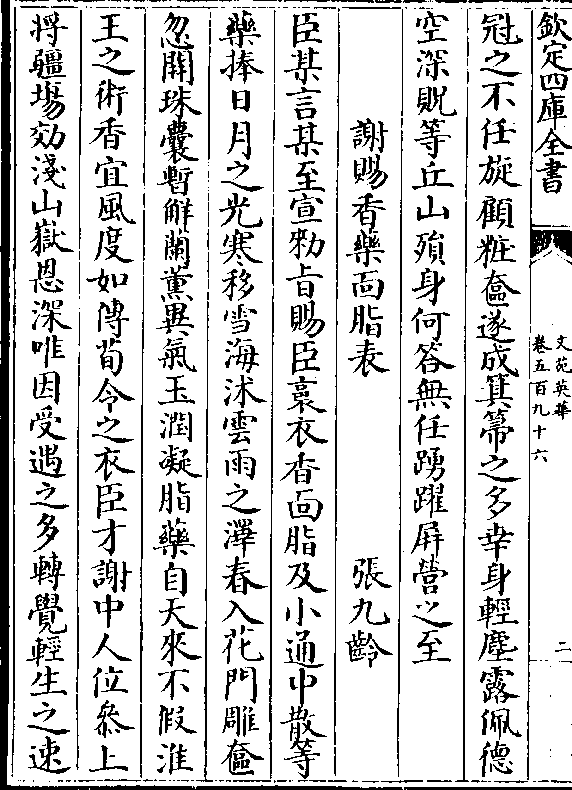 欽定四庫全書
文苑英華
卷五百九十六
二
冠之不任旋顧粧奩遂成箕箒之多幸身輕塵露佩德
空深貺等丘山殞身何答無任踴躍屏營之至
謝賜香藥面脂表　張九齡
臣某言某至宣勑旨賜臣裛衣香面脂及小通中散等
藥捧日月之光寒移雪海沐雲雨之澤春入花門雕奩
忽開珠囊暫解蘭薰異氣玉潤凝脂藥自天來不假淮
王之術香宜風度如傳荀令之衣臣才謝中人位叅上
将疆場効淺山嶽恩深唯因受遇之多轉覺輕生之速